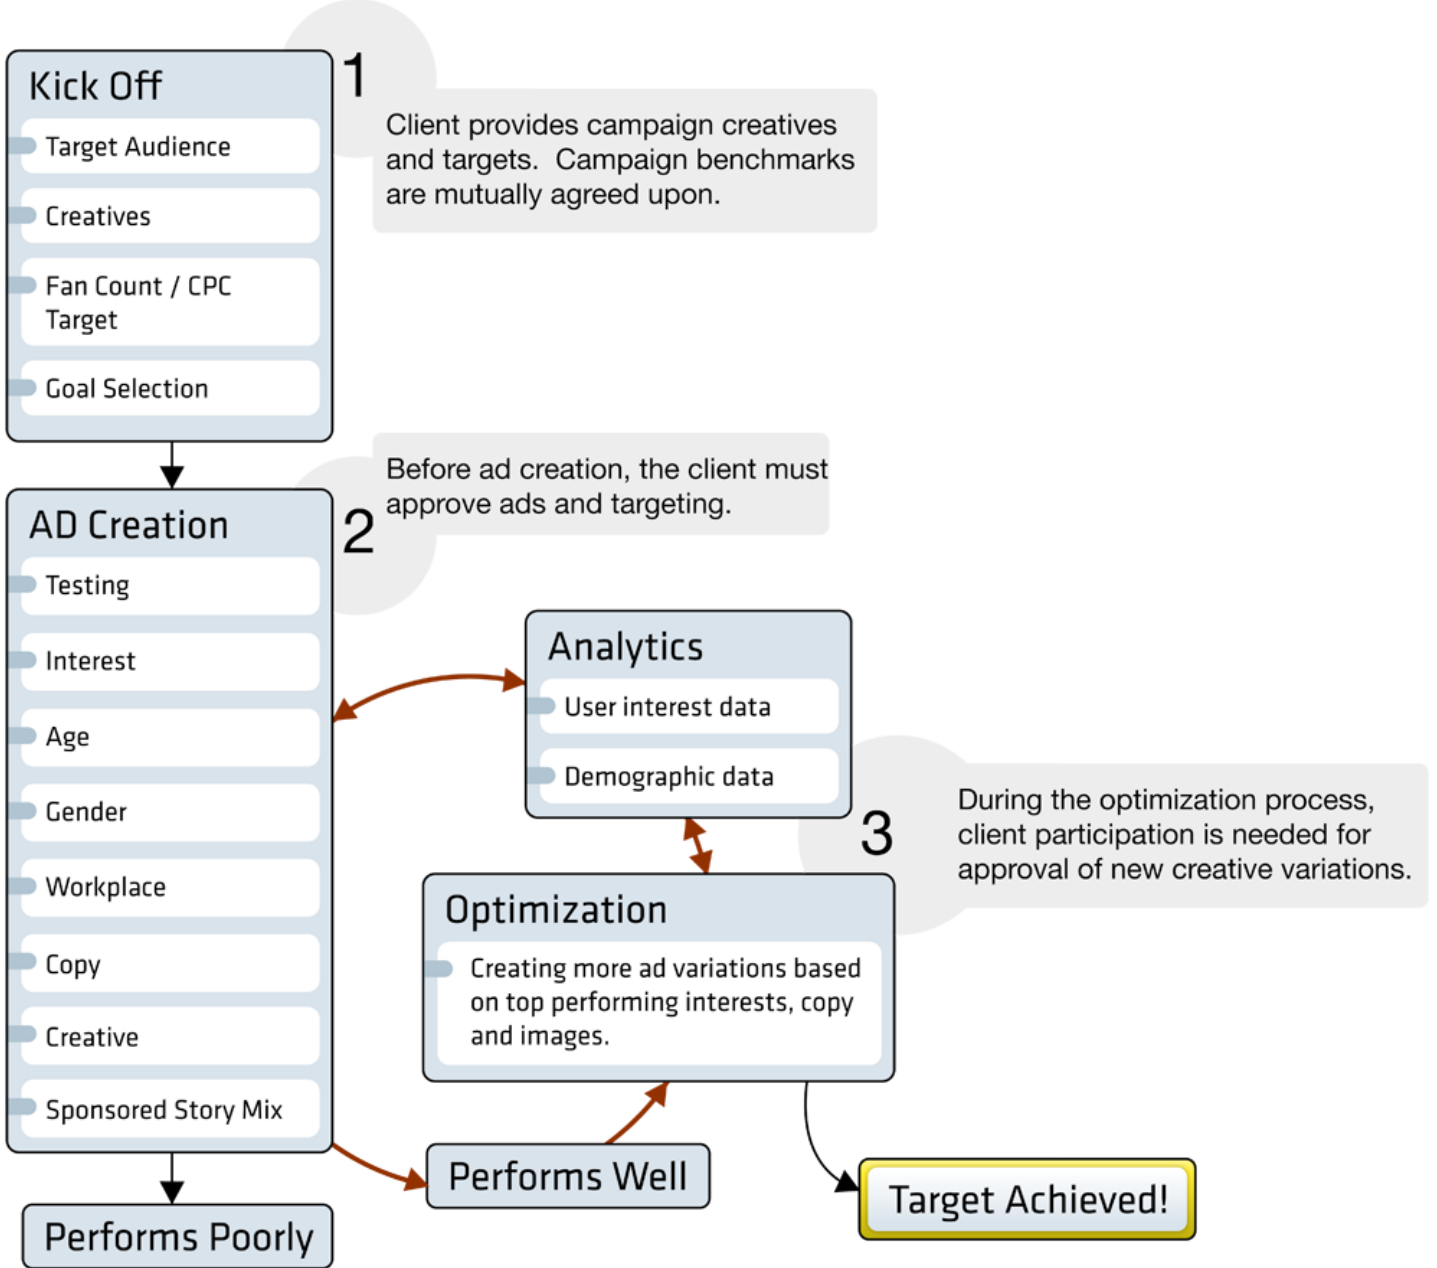 Kick Off
Target Audience
Creatives
Fan Count / CPC
Target
Goal Selection
1
Client provides campaign creatives
and targets.  Campaign benchmarks
are mutually agreed upon.
AD Creation
Testing
Interest
Age
Gender
Workplace
Copy
Creative
Sponsored Story Mix
2
Before ad creation, the client must
approve ads and targeting.
Analytics
User interest data
Demographic data
3
During the optimization process,
client participation is needed for
approval of new creative variations.
Optimization
Creating more ad variations based
on top performing interests, copy
and images.
Performs Well
Performs Poorly
Target Achieved!